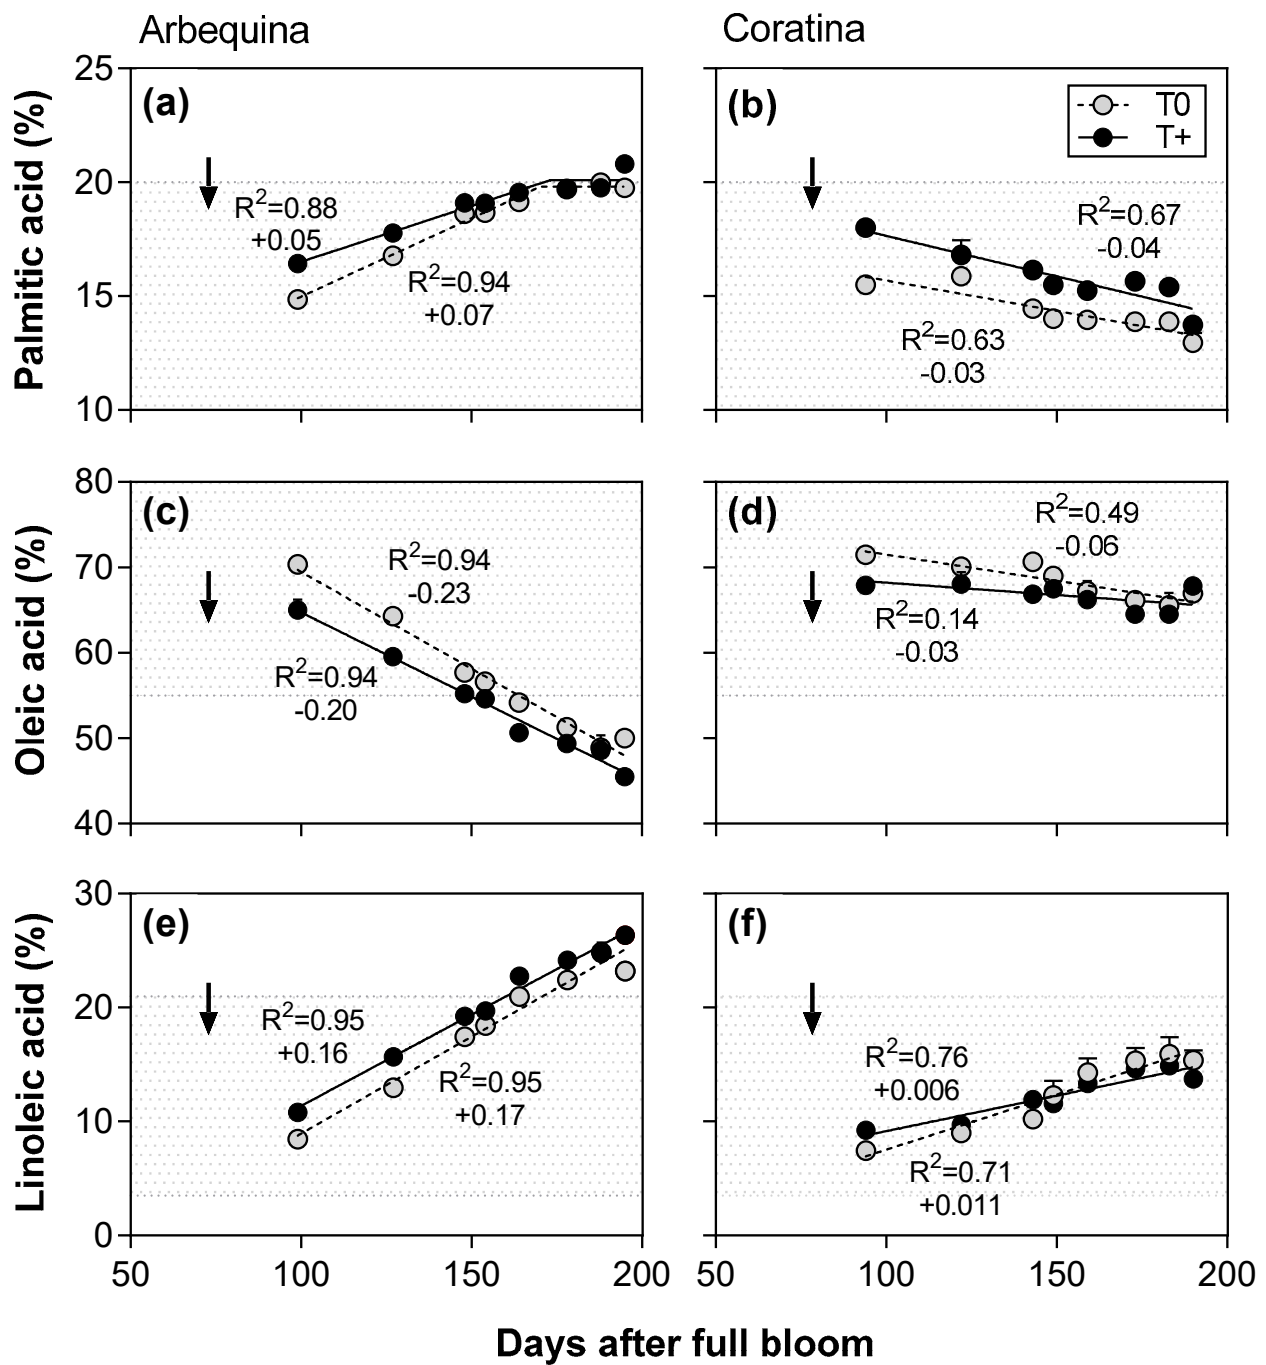 Arbequina
Coratina
Palmitic acid (%)
25
20
15
10
(a)
R²=0.88
+0.05
R²=0.94
+0.07
(b)
T0
T+
R²=0.67
-0.04
R²=0.63
-0.03
Oleic acid (%)
80
70
60
50
40
(c)
R²=0.94
-0.23
R²=0.94
-0.20
(d)
R²=0.49
-0.06
R²=0.14
-0.03
Linoleic acid (%)
30
20
10
0
(e)
R²=0.95
+0.16
R²=0.95
+0.17
(f)
R²=0.76
+0.006
R²=0.71
+0.011
50 100 150 200
50 100 150 200
Days after full bloom